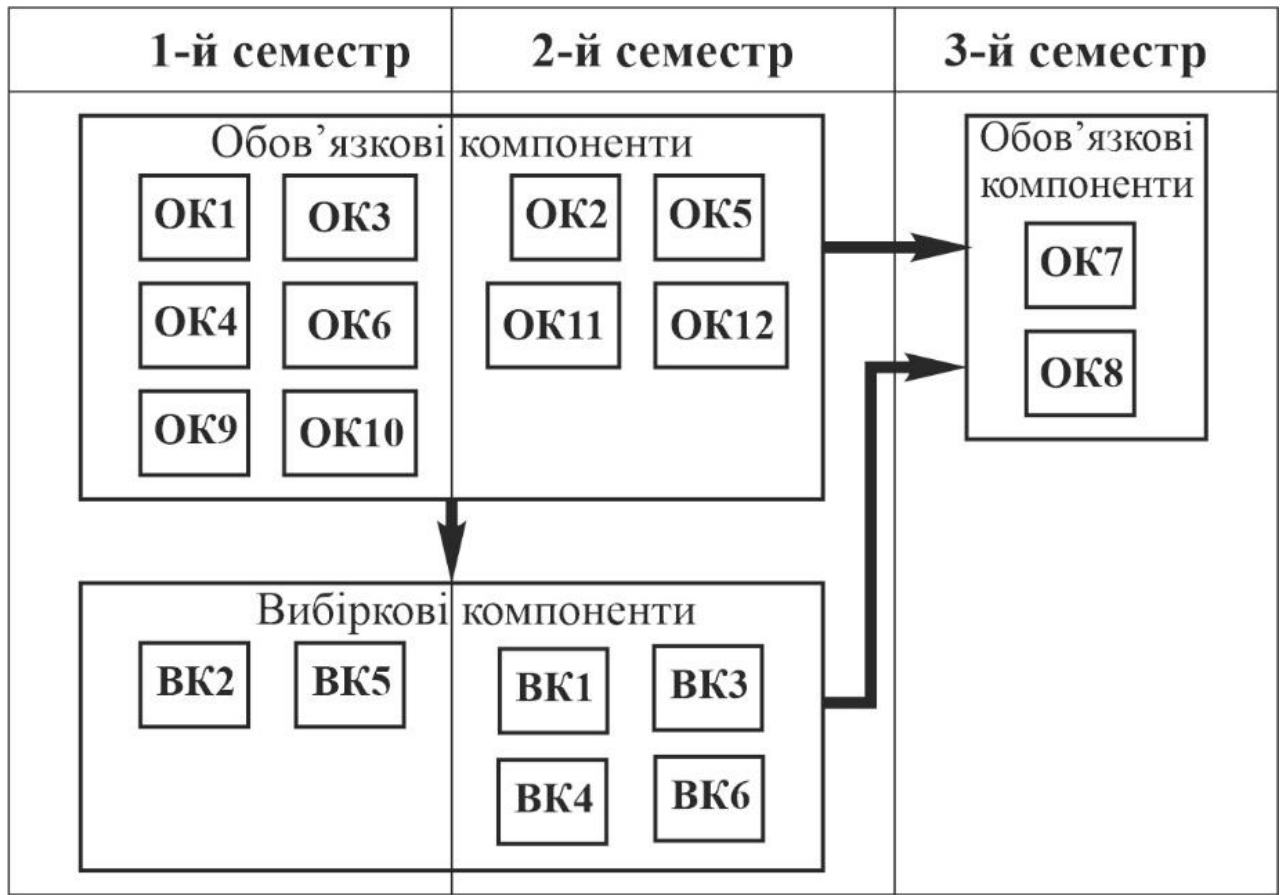 1-й семестр 2-й семестр 3-й семестр
Обов’язкові компоненти
ОК1 ОК3 ОК2 ОК5
ОК4 ОК6 ОК11 ОК12
ОК9 ОК10
Обов’язкові
компоненти
ОК7
ОК8
Вибіркові компоненти
ВК2 ВК5 ВК1 ВК3
ВК4 ВК6